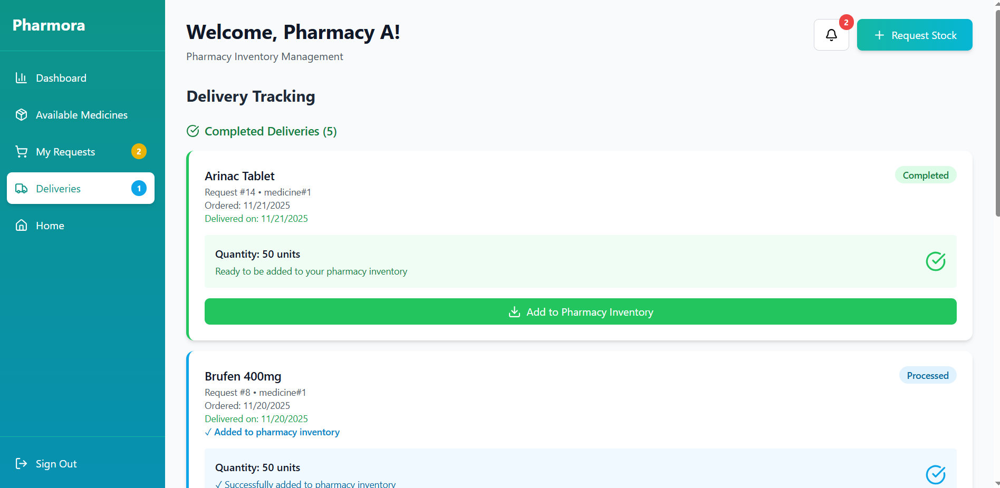 Pharmora
Dashboard
Available Medicines
My Requests 2
Deliveries 1
Home
Sign Out
Welcome, Pharmacy A!
Pharmacy Inventory Management
2
+ Request Stock
Delivery Tracking
Completed Deliveries (5)
Arinac Tablet
Completed
Request #14 • medicine#1
Ordered: 11/21/2025
Delivered on: 11/21/2025
Quantity: 50 units
Ready to be added to your pharmacy inventory
Add to Pharmacy Inventory
Brufen 400mg
Processed
Request #8 • medicine#1
Ordered: 11/20/2025
Delivered on: 11/20/2025
✓ Added to pharmacy inventory
Quantity: 50 units
✓ Successfully added to pharmacy inventory